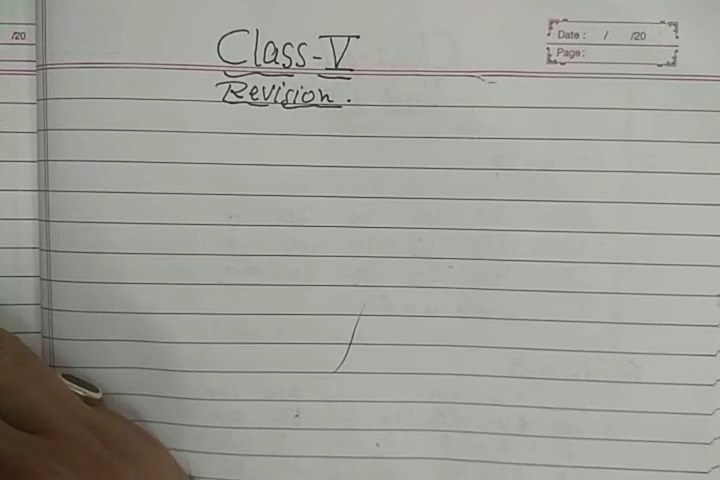 /20
Class-V
Date: / /20
Page:
Revision.